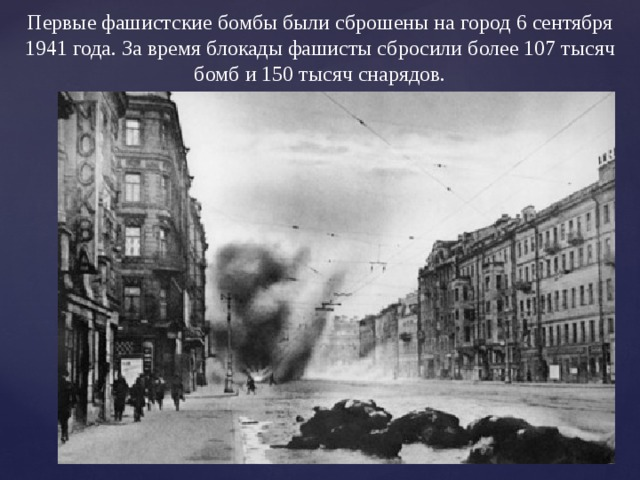 Первые фашистские бомбы были сброшены на город 6 сентября
1941 года. За время блокады фашисты сбросили более 107 тысяч
бомб и 150 тысяч снарядов.
МОСКВА